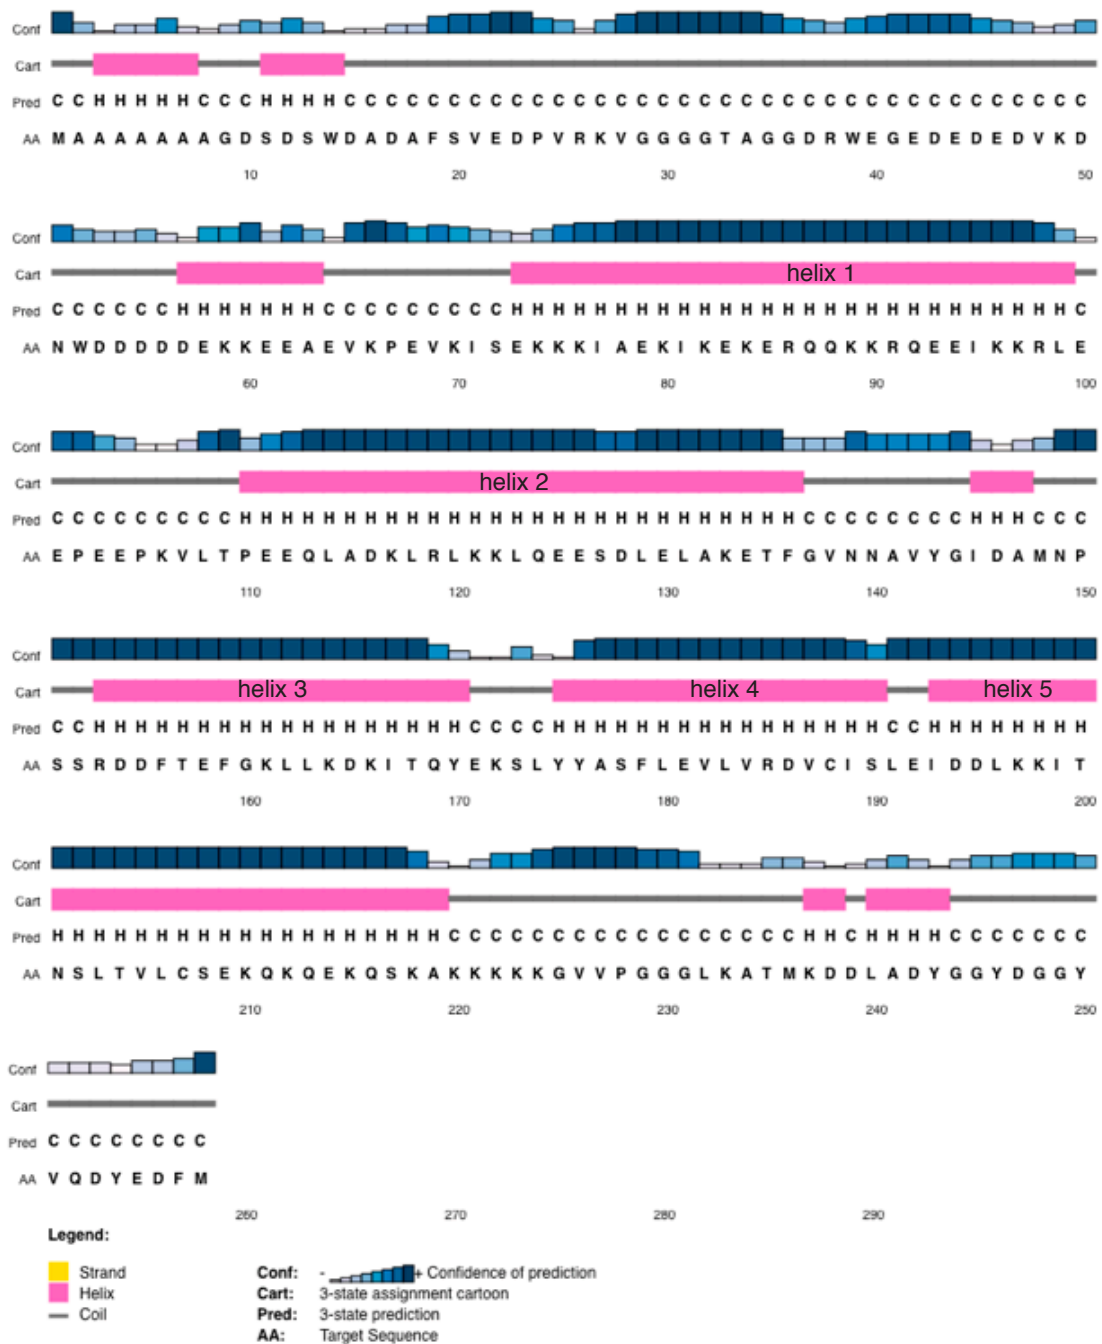 Conf
Cart
Pred C C H H H H H C C C H H H H C C C C C C C C C C C C C C C C C C C C C C C C C C C C C C C C C C C C
AA M A A A A A A A G D S D S W D A D A F S V E D P V R K V G G G G T A G G D R W E G E D E D E D V K D
10 20 30 40 50
Conf
Cart helix 1
Pred C C C C C C H H H H H H H C C C C C C C C C H H H H H H H H H H H H H H H H H H H H H H H H H H H C
AA N W D D D D D E K K E E A E V K P E V K I S E K K K I A E K I K E K E R Q Q K K R Q E E I K K R L E
60 70 80 90 100
Conf
Cart helix 2
Pred C C C C C C C C C H H H H H H H H H H H H H H H H H H H H H H H H H H H C C C C C C C C H H H C C C
AA E P E E P K V L T P E E Q L A D K L R L K K L Q E E S D L E L A K E T F G V N N A V Y G I D A M N P
110 120 130 140 150
Conf
Cart helix 3 helix 4 helix 5
Pred C C H H H H H H H H H H H H H H H H H H C C C C H H H H H H H H H H H H H H H H C C H H H H H H H H
AA S S R D D F T E F G K L L K D K I T Q Y E K S L Y Y A S F L E V L V R D V C I S L E I D D L K K I T
160 170 180 190 200
Conf
Cart
Pred H H H H H H H H H H H H H H H H H H H C C C C C C C C C C C C C C C C C H H C H H H H C C C C C C C
AA N S L T V L C S E K Q K Q E K Q S K A K K K K K G V V P G G G L K A T M K D D L A D Y G G Y D G G Y
210 220 230 240 250
Conf
Cart
Pred C C C C C C C C
AA V Q D Y E D F M
260 270 280 290
Legend:
Strand
Helix
Coil
Conf: - + Confidence of prediction
Cart: 3-state assignment cartoon
Pred: 3-state prediction
AA: Target Sequence